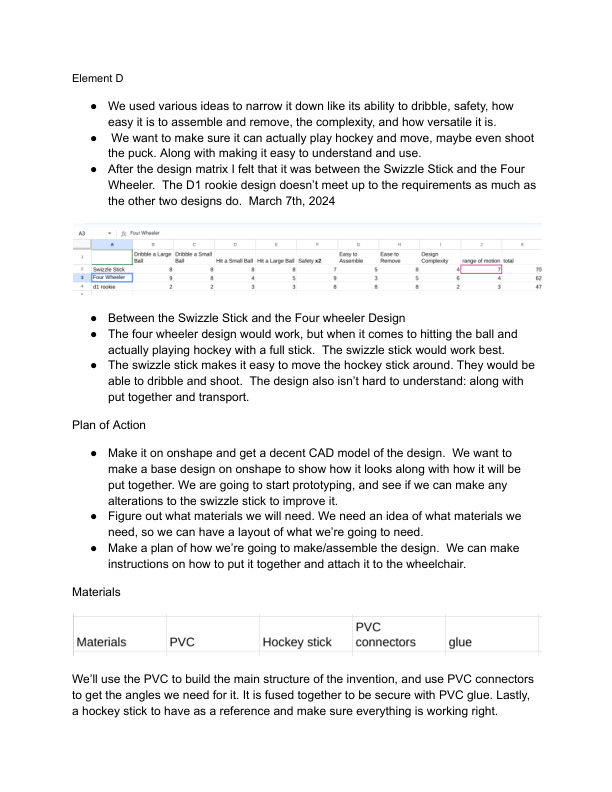 Element D
● We used various ideas to narrow it down like its ability to dribble, safety, how
easy it is to assemble and remove, the complexity, and how versatile it is.
● We want to make sure it can actually play hockey and move, maybe even shoot
the puck. Along with making it easy to understand and use.
● After the design matrix I felt that it was between the Swizzle Stick and the Four
Wheeler. The D1 rookie design doesn't meet up to the requirements as much as
the other two designs do. March 7th, 2024
A3 fx Four Wheeler
A B C D E F G H I J K
1 Dribble a Large Ball Dribble a Small Ball Hit a Small Ball Hit a Large Ball Safety x2 Easy to Assemble Ease to Remove Design Complexity range of motion total
2 Swizzle Stick 8 8 8 8 7 5 8 4 7 70
3 Four Wheeler 9 8 4 5 9 3 5 6 4 62
4 d1 rookie 2 2 3 3 8 8 8 2 3 47
● Between the Swizzle Stick and the Four wheeler Design
● The four wheeler design would work, but when it comes to hitting the ball and
actually playing hockey with a full stick. The swizzle stick would work best.
● The swizzle stick makes it easy to move the hockey stick around. They would be
able to dribble and shoot. The design also isn't hard to understand: along with
put together and transport.
Plan of Action
● Make it on onshape and get a decent CAD model of the design. We want to
make a base design on onshape to show how it looks along with how it will be
put together. We are going to start prototyping, and see if we can make any
alterations to the swizzle stick to improve it.
● Figure out what materials we will need. We need an idea of what materials we
need, so we can have a layout of what we're going to need.
● Make a plan of how we're going to make/assemble the design. We can make
instructions on how to put it together and attach it to the wheelchair.
Materials
Materials PVC Hockey stick PVC connectors glue
We'll use the PVC to build the main structure of the invention, and use PVC connectors
to get the angles we need for it. It is fused together to be secure with PVC glue. Lastly,
a hockey stick to have as a reference and make sure everything is working right.